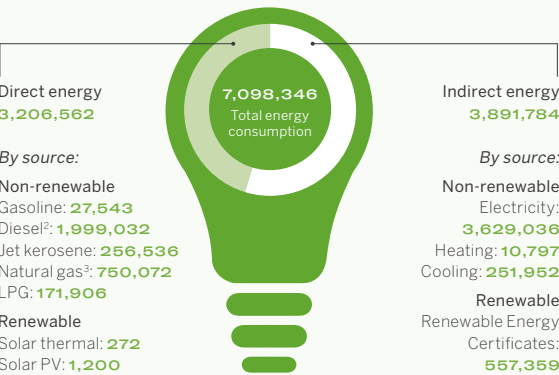 7,098,346
Total energy
consumption
Direct energy
3,206,562
By source:
Non-renewable
Gasoline: 27,543
Diesel²: 1,999,032
Jet kerosene: 256,536
Natural gas³: 750,072
LPG: 171,906
Renewable
Solar thermal: 272
Solar PV: 1,200
Indirect energy
3,891,784
By source:
Non-renewable
Electricity:
3,629,036
Heating: 10,797
Cooling: 251,952
Renewable
Renewable Energy
Certificates:
557,359